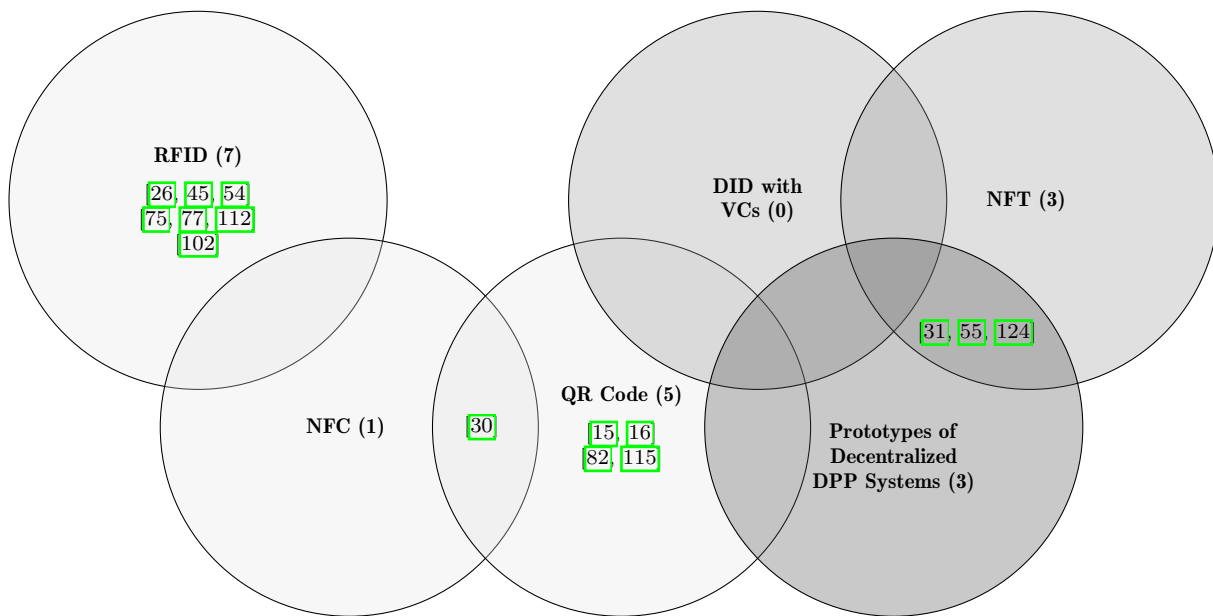 RFID (7)
[26, 45, 54]
[75, 77, 112]
[102]
DID with
VCs (0)
NFT (3)
[31, 55, 124]
NFC (1)
[30]
QR Code (5)
[15, 16]
[82, 115]
Prototypes of
Decentralized
DPP Systems (3)